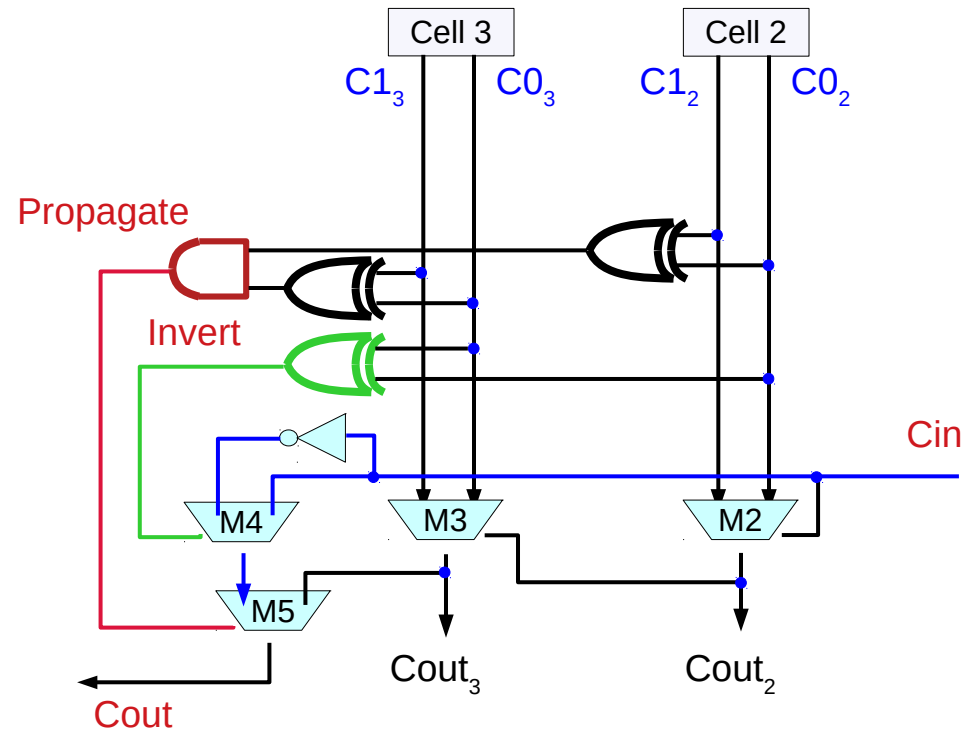 Cell 3
Cell 2
C1₃
C0₃
C1₂
C0₂
Propagate
Invert
Cin
M4
M3
M2
M5
Cout₃
Cout₂
Cout